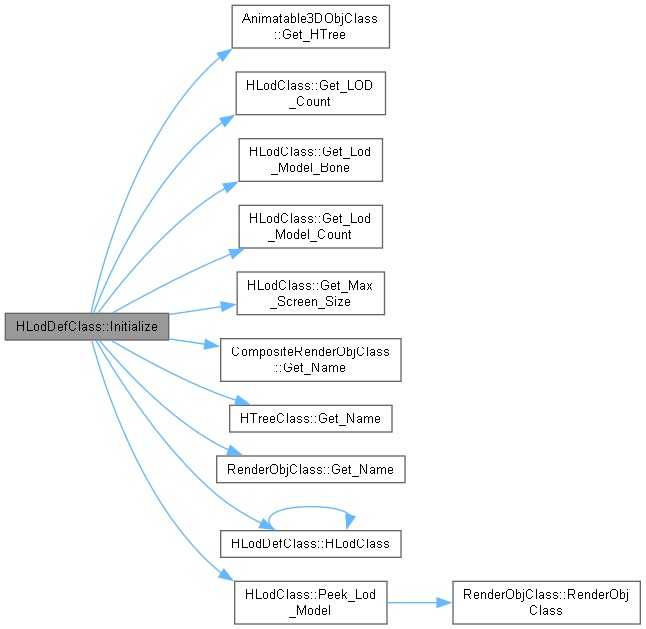 Animatable3DObjClass
::Get_HTree
HLodClass::Get_LOD
_Count
HLodClass::Get_Lod
_Model_Bone
HLodClass::Get_Lod
_Model_Count
HLodClass::Get_Max
_Screen_Size
HLodDefClass::Initialize
CompositeRenderObjClass
::Get_Name
HTreeClass::Get_Name
RenderObjClass::Get_Name
HLodDefClass::HLodClass
HLodClass::Peek_Lod
_Model
RenderObjClass::RenderObj
Class